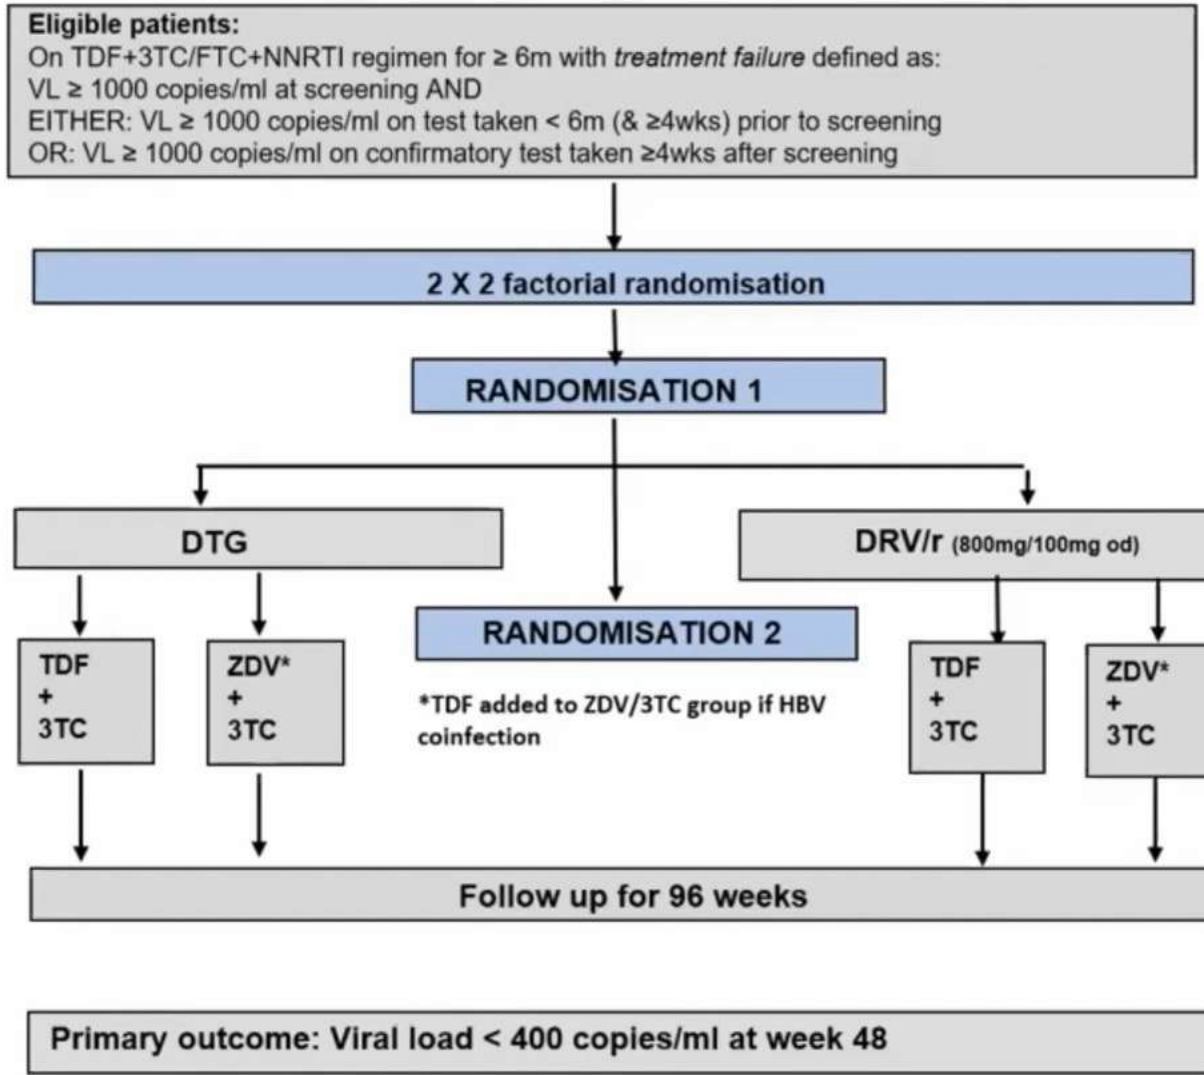 Eligible patients:
On TDF+3TC/FTC+NNRTI regimen for ≥ 6m with treatment failure defined as:
VL ≥ 1000 copies/ml at screening AND
EITHER: VL ≥ 1000 copies/ml on test taken < 6m (& ≥4wks) prior to screening
OR: VL ≥ 1000 copies/ml on confirmatory test taken ≥4wks after screening
2 X 2 factorial randomisation
RANDOMISATION 1
DTG
DRV/r (800mg/100mg od)
RANDOMISATION 2
TDF
+
3TC
ZDV*
+
3TC
*TDF added to ZDV/3TC group if HBV
coinfection
TDF
+
3TC
ZDV*
+
3TC
Follow up for 96 weeks
Primary outcome: Viral load < 400 copies/ml at week 48